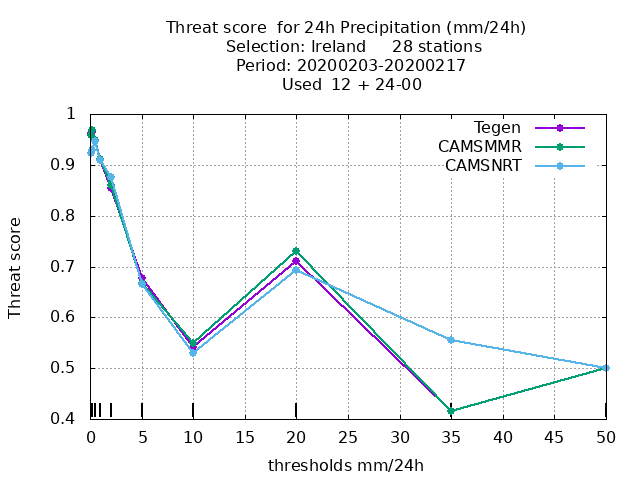 Threat score  for 24h Precipitation (mm/24h)
Selection: Ireland     28 stations
Period: 20200203-20200217
Used  12 + 24-00
Tegen
CAMSMMR
CAMSNRT
Threat score
1
0.9
0.8
0.7
0.6
0.5
0.4
0 5 10 15 20 25 30 35 40 45 50
thresholds mm/24h